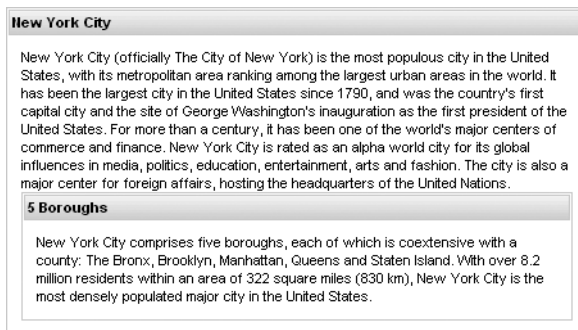 New York City
New York City (officially The City of New York) is the most populous city in the United
States, with its metropolitan area ranking among the largest urban areas in the world. It
has been the largest city in the United States since 1790, and was the country's first
capital city and the site of George Washington's inauguration as the first president of the
United States. For more than a century, it has been one of the world's major centers of
commerce and finance. New York City is rated as an alpha world city for its global
influences in media, politics, education, entertainment, arts and fashion. The city is also a
major center for foreign affairs, hosting the headquarters of the United Nations.
5 Boroughs
New York City comprises five boroughs, each of which is coextensive with a
county: The Bronx, Brooklyn, Manhattan, Queens and Staten Island. With over 8.2
million residents within an area of 322 square miles (830 km), New York City is the
most densely populated major city in the United States.